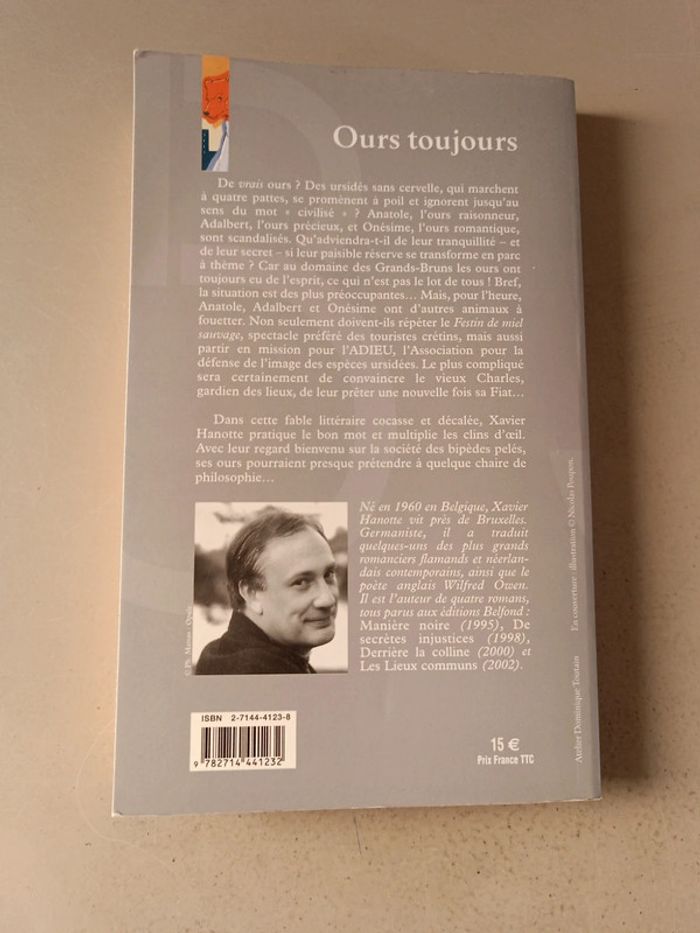 Ours toujours
De vrais ours ? Des ursidés sans cervelle, qui marchent
à quatre pattes, se promènent à poil et ignorent jusqu'au
sens du mot « civilisé » ? Anatole, l'ours raisonneur,
Adalbert, l'ours précieux, et Onésime, l'ours romantique,
sont scandalisés. Qu'adviendra-t-il de leur tranquillité – et
de leur secret – si leur paisible réserve se transforme en parc
à thème ? Car au domaine des Grands-Bruns les ours ont
toujours eu de l'esprit, ce qui n'est pas le lot de tous ! Bref,
la situation est des plus préoccupantes… Mais, pour l'heure,
Anatole, Adalbert et Onésime ont d'autres animaux à
fouetter. Non seulement doivent-ils répéter le Festin de miel
sauvage, spectacle préféré des touristes crétins, mais aussi
partir en mission pour l'ADIEU, l'Association pour la
défense de l'image des espèces ursidées. Le plus compliqué
sera certainement de convaincre le vieux Charles,
gardien des lieux, de leur prêter une nouvelle fois sa Fiat…
Dans cette fable littéraire cocasse et décalée, Xavier
Hanotte pratique le bon mot et multiplie les clins d'œil.
Avec leur regard bienvenu sur la société des bipèdes pelés,
ses ours pourraient presque prétendre à quelque chaire de
philosophie…
Né en 1960 en Belgique, Xavier
Hanotte vit près de Bruxelles.
Germaniste, il a traduit
quelques-uns des plus grands
romanciers flamands et néerlan-
dais contemporains, ainsi que le
poète anglais Wilfred Owen.
Il est l'auteur de quatre romans,
tous parus aux éditions Belfond :
Manière noire (1995), De
secrètes injustices (1998),
Derrière la colline (2000) et
Les Lieux communs (2002).
ISBN 2-7144-4123-8
9 782714 441232
15 €
Prix France TTC
Atelier Dominique Toutain
En couverture : illustration © Nicolas Poupon.